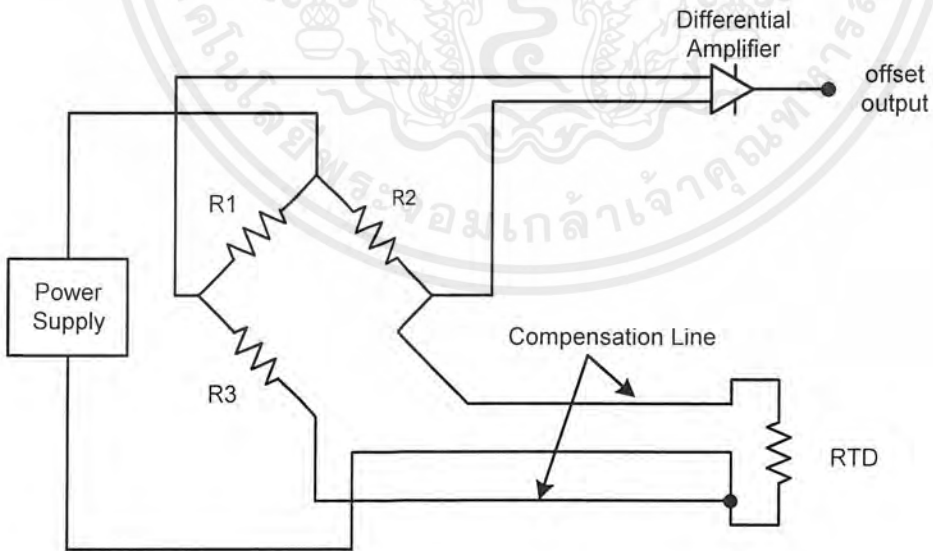 Differential
Amplifier
offset
output
R1
R2
Power
Supply
Compensation Line
R3
RTD